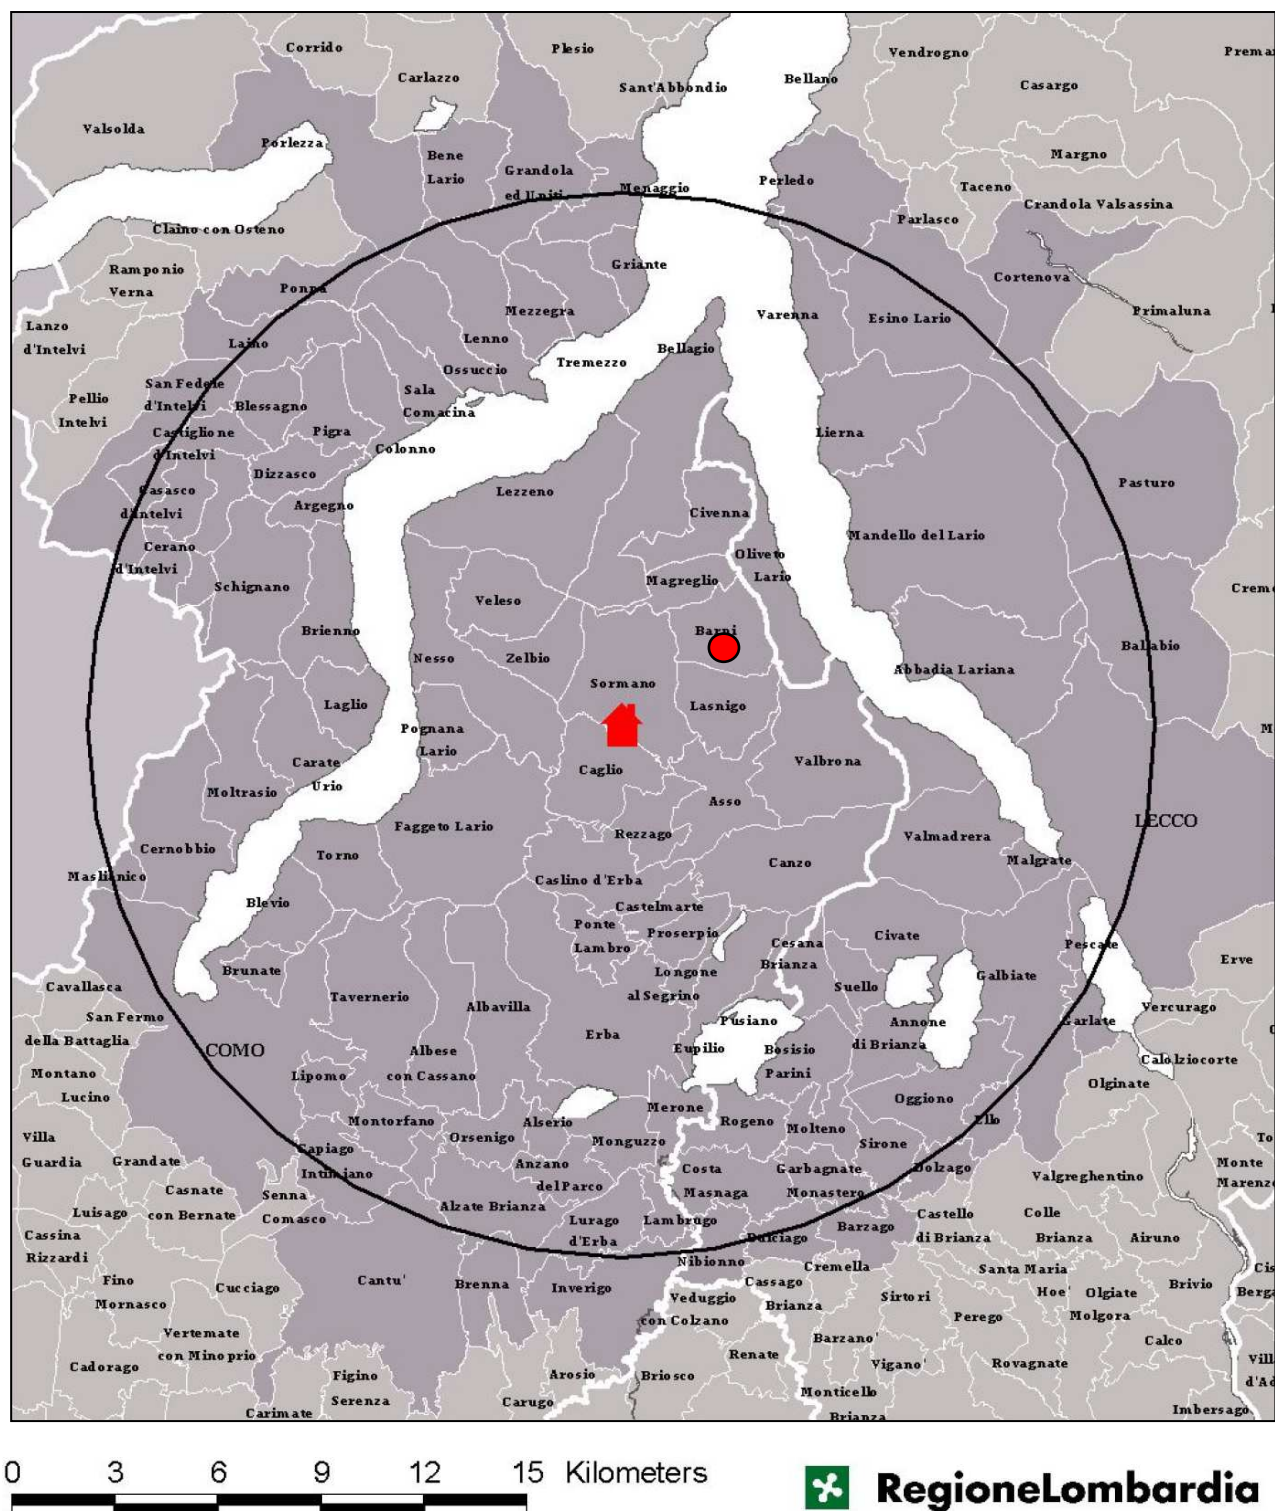 Corrido
Plesio
Vendrogno
Carlazzo
Sant'Abbondio
Bellano
Casargo
Valsolda
Porlezza
Bene
Lario
Grandola
ed Uniti
Menaggio
Perledo
Margno
Taceno
Crandola Valsassina
Parlasco
Claino con Osteno
Ramponio
Verna
Ponna
Griante
Cortenova
Lanzo
d'Intelvi
Laino
Mezzegra
Lenno
Varenna
Esino Lario
Primaluna
Tremezzo
Bellagio
Ossuccio
San Fedele
d'Intelvi
Blessagno
Sala
Comacina
Pellio
Intelvi
Castiglione
d'Intelvi
Pigra
Colonno
Lierna
Dizzasco
Casasco
d'Intelvi
Argegno
Lezzeno
Civenna
Pasturo
Cerano
d'Intelvi
Mandello del Lario
Oliveto
Lario
Schignano
Magreglio
Veleso
Brienno
Barni
Ballabio
Nesso
Zelbio
Sormano
Abbadia Lariana
Laglio
Lasnigo
Pognana
Lario
Carate
Urio
Caglio
Valbrona
Moltrasio
Asso
Faggeto Lario
Rezzago
Valmadrera
LECCO
Cernobbio
Torno
Canzo
Malgrate
Maslianico
Caslino d'Erba
Blevio
Castelmarte
Ponte
Lambro
Proserpio
Civate
Pescate
Cesana
Brianza
Brunate
Longone
al Segrino
Galbiate
Erve
Cavallasca
Tavernerio
Albavilla
Suello
San Fermo
della Battaglia
Erba
Pusiano
Annone
di Brianza
Garlate
Vercurago
COMO
Albese
con Cassano
Eupilio
Bosisio
Parini
Calolziocorte
Montano
Lucino
Lipomo
Olginate
Oggiono
Merone
Montorfano
Alserio
Rogeno
Molteno
Ello
Villa
Guardia
Orsenigo
Monguzzo
Sirone
Capiago
Intimiano
Grandate
Anzano
del Parco
Costa
Masnaga
Garbagnate
Monastero
Dolzago
Valgreghentino
Monte
Casnate
con Bernate
Senna
Comasco
Alzate Brianza
Luisago
Lurago
d'Erba
Lambrugo
Barzago
Castello
di Brianza
Colle
Brianza
Airuno
Cassina
Rizzardi
Bulciago
Nibionno
Cremella
Santa Maria
Hoe'
Fino
Mornasco
Cucciago
Cantu'
Brenna
Inverigo
Cassago
Brianza
Sirtori
Olgiate
Molgora
Brivio
Veduggio
con Colzano
Perego
Vertemate
con Minoprio
Barzano'
Calco
Cadorago
Renate
Vigano'
Rovagnate
Figino
Serenza
Arosio
Briosco
Monticello
Brianza
Carugo
Carimate
Imbersago
0 3 6 9 12 15 Kilometers
RegioneLombardia